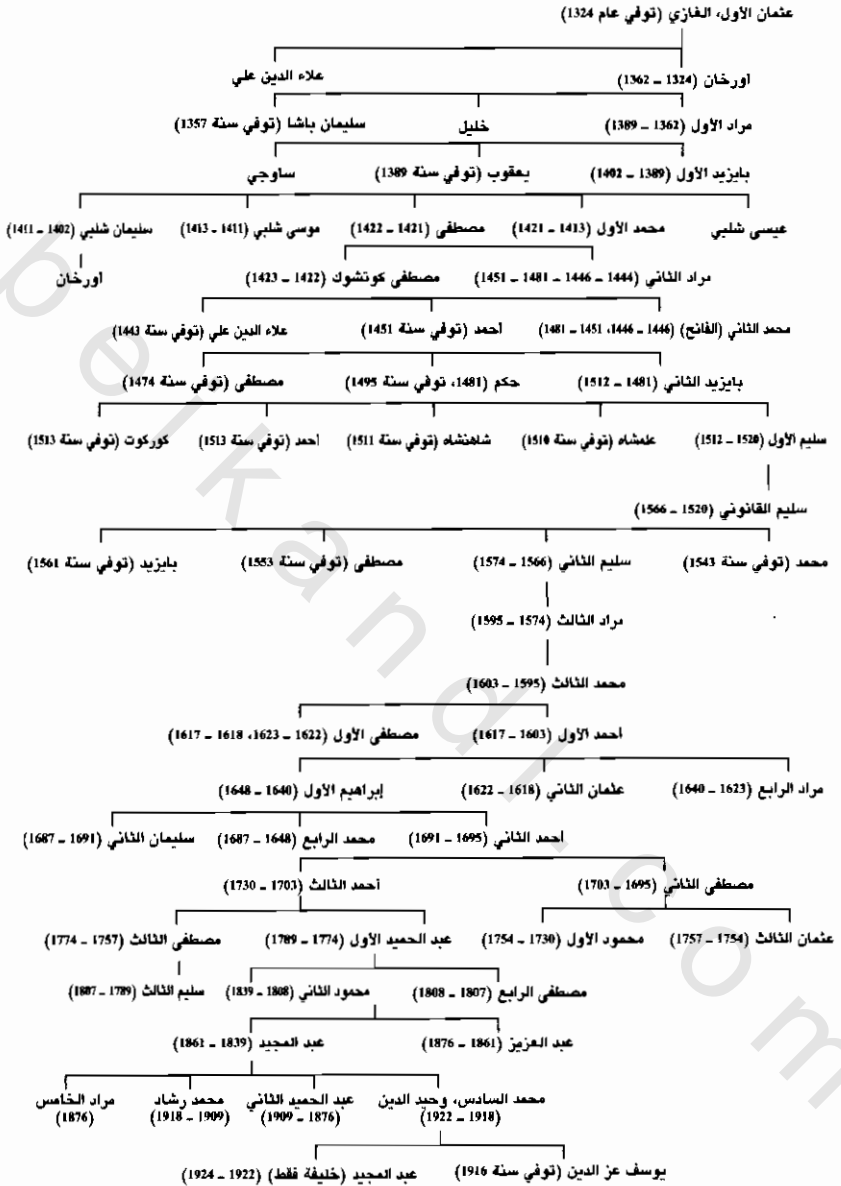 عثمان الأول، الغازي (توفي عام 1324)
أورخان (1324 – 1362) علاء الدين علي
مراد الأول (1362 – 1389) خليل سليمان باشا (توفي سنة 1357)
بايزيد الأول (1389 – 1402) يعقوب (توفي سنة 1389) ساوجي
عيسى شلبي محمد الأول (1413 – 1421) مصطفى (1421 – 1422) موسى شلبي (1411 – 1413) سليمان شلبي (1402 – 1411)
أورخان
مراد الثاني (1444 – 1446 – 1481 – 1451) مصطفى كوتشوك (1422 – 1423)
محمد الثاني (الفاتح) (1446 – 1446، 1451 – 1481) أحمد (توفي سنة 1451) علاء الدين علي (توفي سنة 1443)
بايزيد الثاني (1481 – 1512) حكم (1481، توفي سنة 1495) مصطفى (توفي سنة 1474)
سليم الأول (1520 – 1512) علمشاه (توفي سنة 1510) شاهنشاه (توفي سنة 1511) أحمد (توفي سنة 1513) كوركوت (توفي سنة 1513)
سليم القانوني (1520 – 1566)
محمد (توفي سنة 1543) سليم الثاني (1566 – 1574) مصطفى (توفي سنة 1553) بايزيد (توفي سنة 1561)
مراد الثالث (1574 – 1595)
محمد الثالث (1595 – 1603)
أحمد الأول (1603 – 1617) مصطفى الأول (1622 – 1623، 1618 – 1617)
مراد الرابع (1623 – 1640) عثمان الثاني (1618 – 1622) إبراهيم الأول (1640 – 1648)
أحمد الثاني (1695 – 1691) محمد الرابع (1648 – 1687) سليمان الثاني (1691 – 1687)
مصطفى الثاني (1695 – 1703) أحمد الثالث (1703 – 1730)
عثمان الثالث (1754 – 1757) محمود الأول (1730 – 1754) عبد الحميد الأول (1774 – 1789) مصطفى الثالث (1757 – 1774)
مصطفى الرابع (1807 – 1808) محمود الثاني (1808 – 1839) سليم الثالث (1789 – 1807)
عبد العزيز (1861 – 1876) عبد المجيد (1839 – 1861)
محمد السادس، وحيد الدين عبد الحميد الثاني محمد رشاد مراد الخامس
(1918 – 1922) (1876 – 1909) (1909 – 1918) (1876)
يوسف عز الدين (توفي سنة 1916) عبد المجيد (خليفة فقط) (1922 – 1924)
belkandl.com